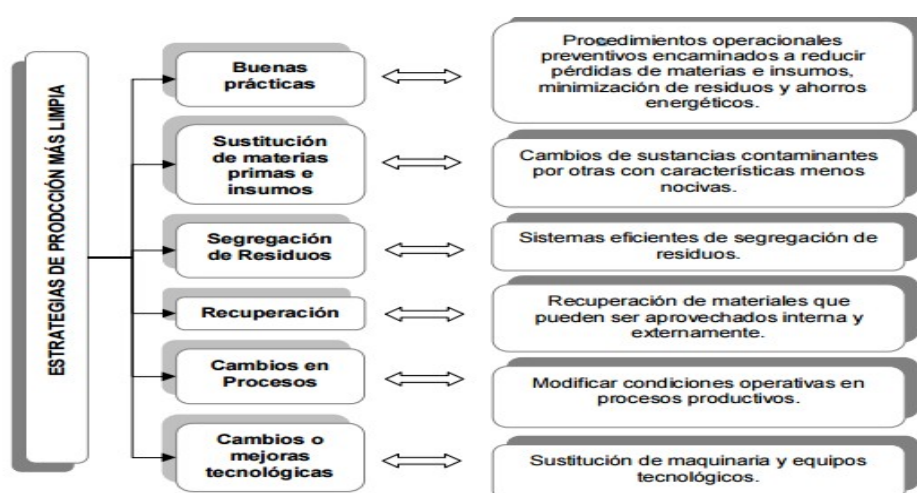 ESTRATEGIAS DE PRODCCIÓN MÁS LIMPIA
Buenas
prácticas
Procedimientos operacionales
preventivos encaminados a reducir
pérdidas de materias e insumos,
minimización de residuos y ahorros
energéticos.
Sustitución
de materias
primas e
insumos
Cambios de sustancias contaminantes
por otras con características menos
nocivas.
Segregación
de Residuos
Sistemas eficientes de segregación de
residuos.
Recuperación
Recuperación de materiales que
pueden ser aprovechados interna y
externamente.
Cambios en
Procesos
Modificar condiciones operativas en
procesos productivos.
Cambios o
mejoras
tecnológicas
Sustitución de maquinaria y equipos
tecnológicos.